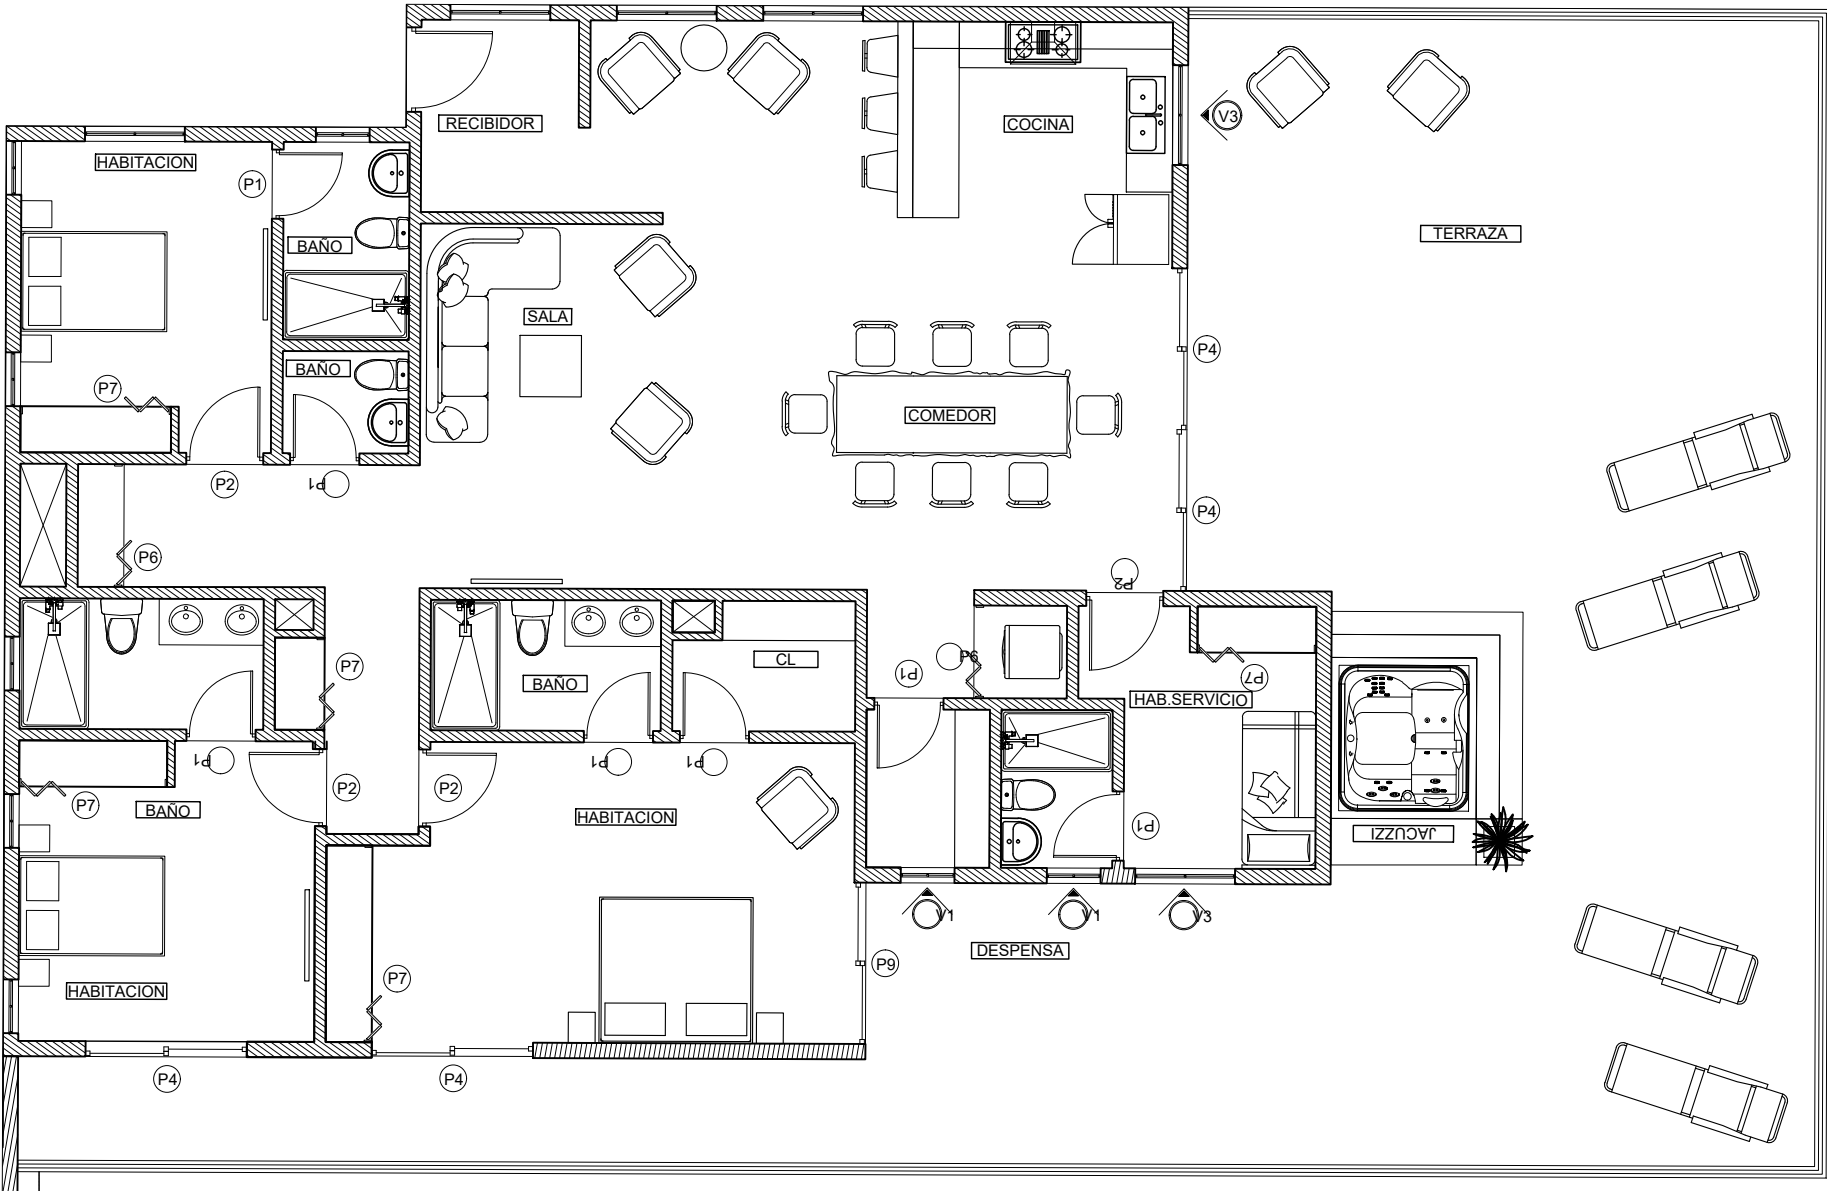 RECIBIDOR
COCINA
V3
HABITACION
P1
BAÑO
TERRAZA
SALA
P4
BAÑO
P7
COMEDOR
P2
P1
P4
P6
P2
P7
BAÑO
CL
P1
P6
P7
HAB.SERVICIO
P1
P2
P2
P1
P1
P7
BAÑO
HABITACION
P1
JACUZZI
V1
V1
V3
DESPENSA
P9
P7
HABITACION
P4
P4